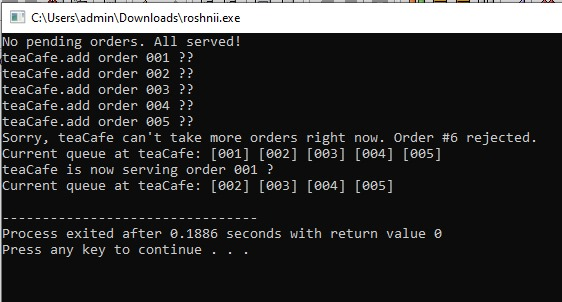 C:\Users\admin\Downloads\roshnii.exe
No pending orders. All served!
teaCafe.add order 001 ??
teaCafe.add order 002 ??
teaCafe.add order 003 ??
teaCafe.add order 004 ??
teaCafe.add order 005 ??
Sorry, teaCafe can't take more orders right now. Order #6 rejected.
Current queue at teaCafe: [001] [002] [003] [004] [005]
teaCafe is now serving order 001 ?
Current queue at teaCafe: [002] [003] [004] [005]
--------------------------------
Process exited after 0.1886 seconds with return value 0
Press any key to continue . . .